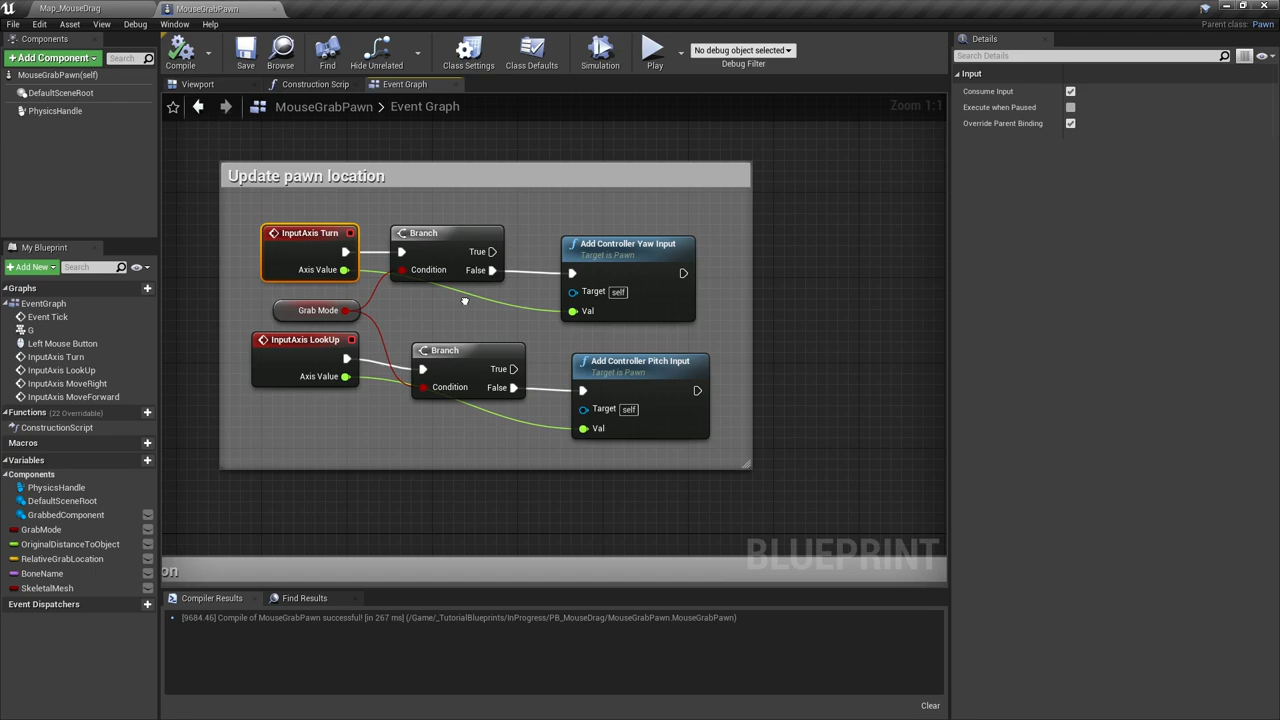 Map_MouseDrag
MouseGrabPawn
File Edit Asset View Debug Window Help
Parent class: Pawn
Components
+Add Component
Search
MouseGrabPawn(self)
DefaultSceneRoot
PhysicsHandle
Compile
Save
Browse
Find
Hide Unrelated
Class Settings
Class Defaults
Simulation
Play
No debug object selected
Debug Filter
Viewport
Construction Scrip
Event Graph
MouseGrabPawn > Event Graph
Zoom 1:1
Update pawn location
InputAxis Turn
Axis Value
Branch
True
Condition
False
Add Controller Yaw Input
Target is Pawn
Target self
Val
Grab Mode
InputAxis LookUp
Axis Value
Branch
True
Condition
False
Add Controller Pitch Input
Target is Pawn
Target self
Val
BLUEPRINT
on
My Blueprint
+Add New
Search
Graphs
EventGraph
Event Tick
G
Left Mouse Button
InputAxis Turn
InputAxis LookUp
InputAxis MoveRight
InputAxis MoveForward
Functions (22 Overridable)
ConstructionScript
Macros
Variables
Components
PhysicsHandle
DefaultSceneRoot
GrabbedComponent
GrabMode
OriginalDistanceToObject
RelativeGrabLocation
BoneName
SkeletalMesh
Event Dispatchers
Compiler Results
Find Results
[9684.46] Compile of MouseGrabPawn successful! [in 267 ms] (/Game/_TutorialBlueprints/InProgress/PB_MouseDrag/MouseGrabPawn.MouseGrabPawn)
Clear
Details
Search Details
Input
Consume Input
Execute when Paused
Override Parent Binding